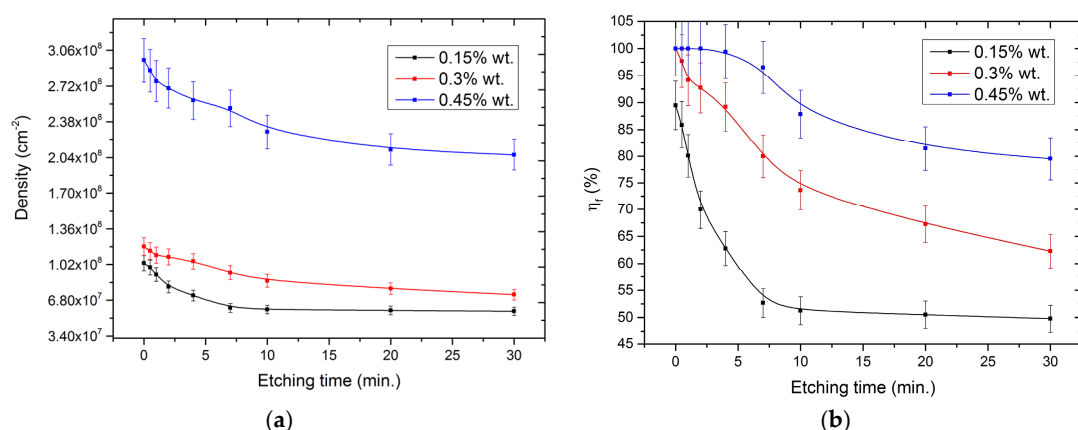 3.06x10⁸
2.72x10⁸
2.38x10⁸
2.04x10⁸
1.70x10⁸
1.36x10⁸
1.02x10⁸
6.80x10⁷
3.40x10⁷
Density (cm⁻²)
0.15% wt.
0.3% wt.
0.45% wt.
0 5 10 15 20 25 30
Etching time (min.)
(a)
105
100
95
90
85
80
75
70
65
60
55
50
45
ηf (%)
0.15% wt.
0.3% wt.
0.45% wt.
0 5 10 15 20 25 30
Etching time (min.)
(b)